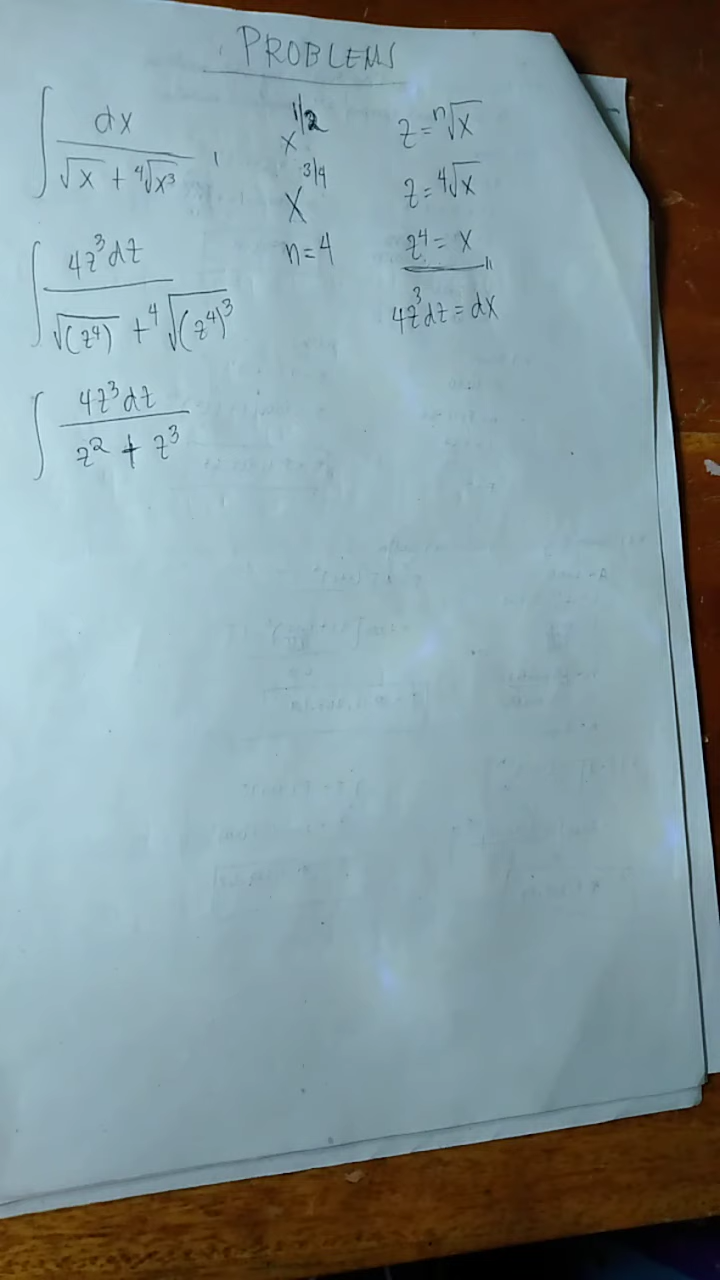 PROBLEMS
∫ dx / (√x + ⁴√x³) ,
x^1/2
x^3/4
n=4
z = ⁿ√x
z = ⁴√x
z⁴ = x
4z³dz = dx
∫ 4z³dz / (√(z⁴) + ⁴√(z⁴)³)
∫ 4z³dz / (z² + z³)